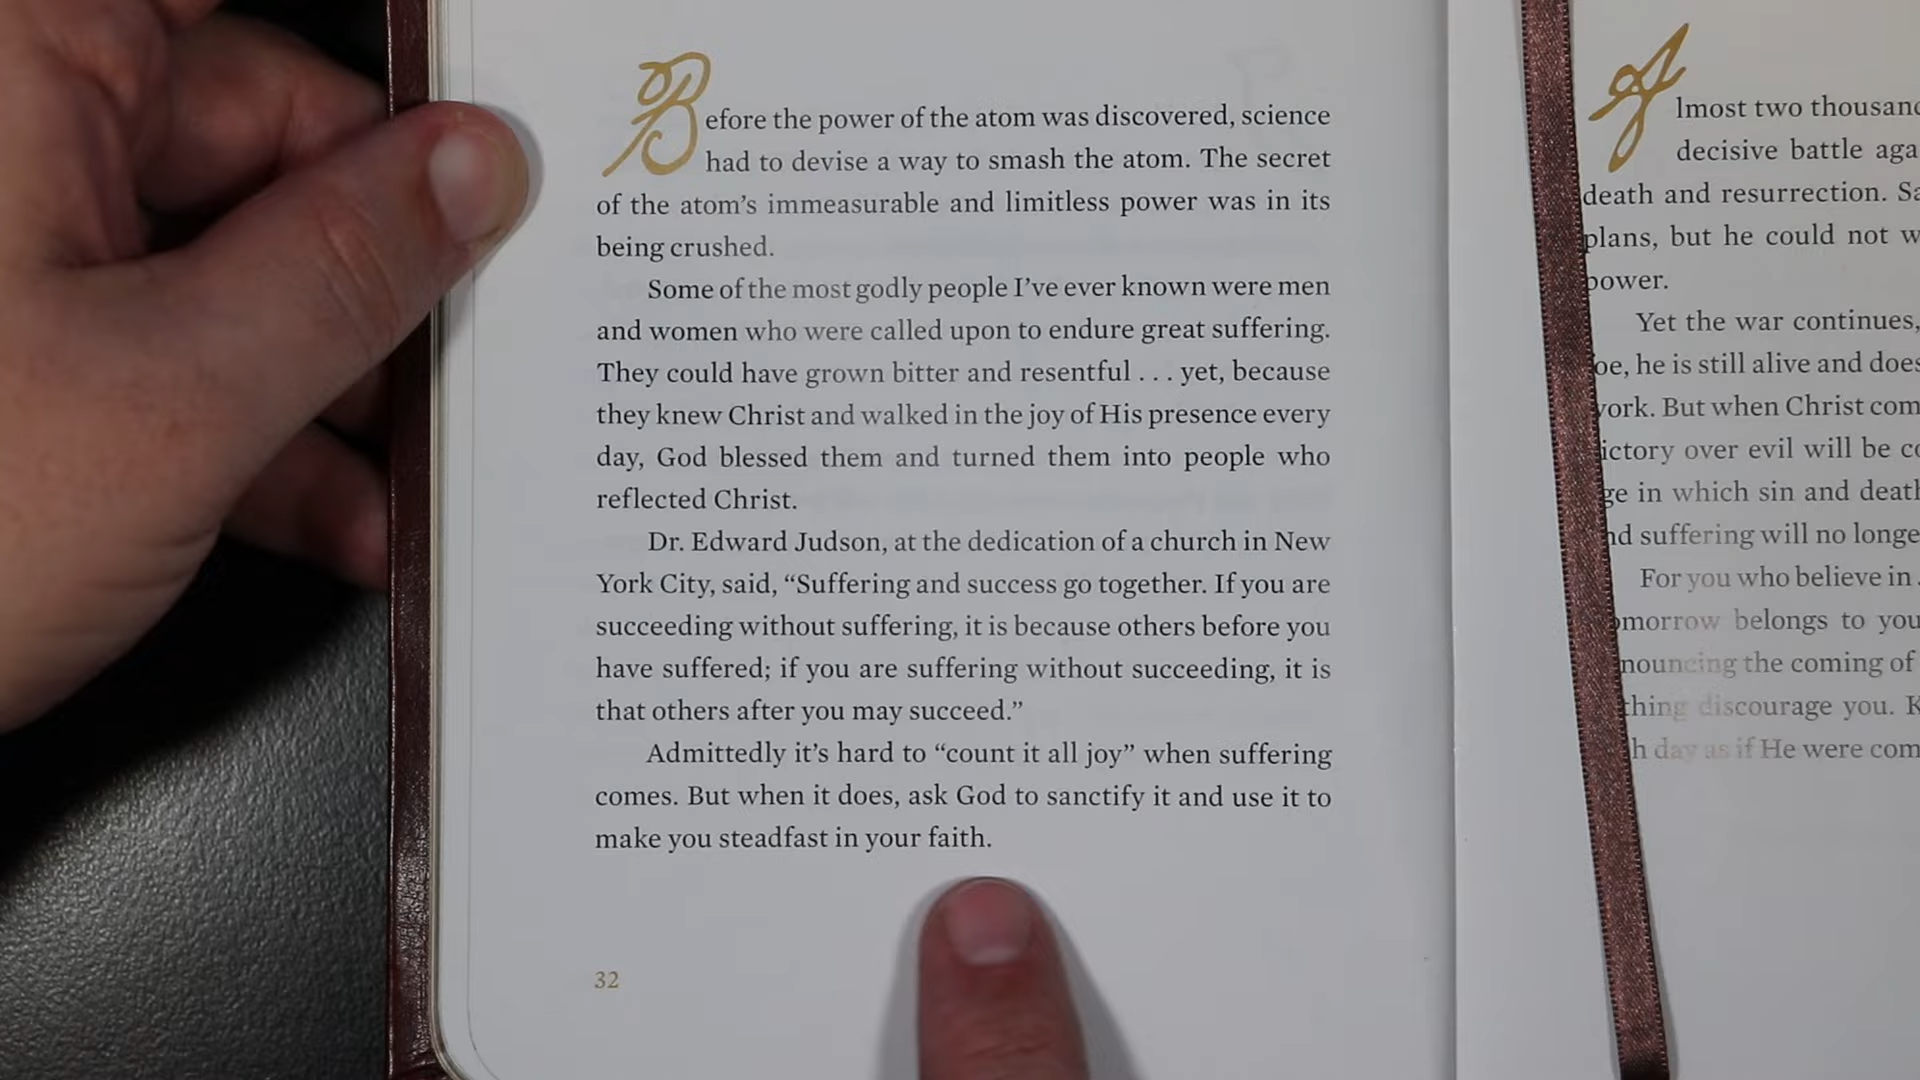 Before the power of the atom was discovered, science
had to devise a way to smash the atom. The secret
of the atom's immeasurable and limitless power was in its
being crushed.
Some of the most godly people I've ever known were men
and women who were called upon to endure great suffering.
They could have grown bitter and resentful . . . yet, because
they knew Christ and walked in the joy of His presence every
day, God blessed them and turned them into people who
reflected Christ.
Dr. Edward Judson, at the dedication of a church in New
York City, said, “Suffering and success go together. If you are
succeeding without suffering, it is because others before you
have suffered; if you are suffering without succeeding, it is
that others after you may succeed.”
Admittedly it's hard to “count it all joy” when suffering
comes. But when it does, ask God to sanctify it and use it to
make you steadfast in your faith.
32
Almost two
decisive battle
death and resurrection.
plans, but he could not
power.
Yet the war continues,
he is still alive and
But when Christ
over evil will be
in which sin and
suffering will no
For you who believe in
belongs to
the coming of
discourage you.
day as if He were